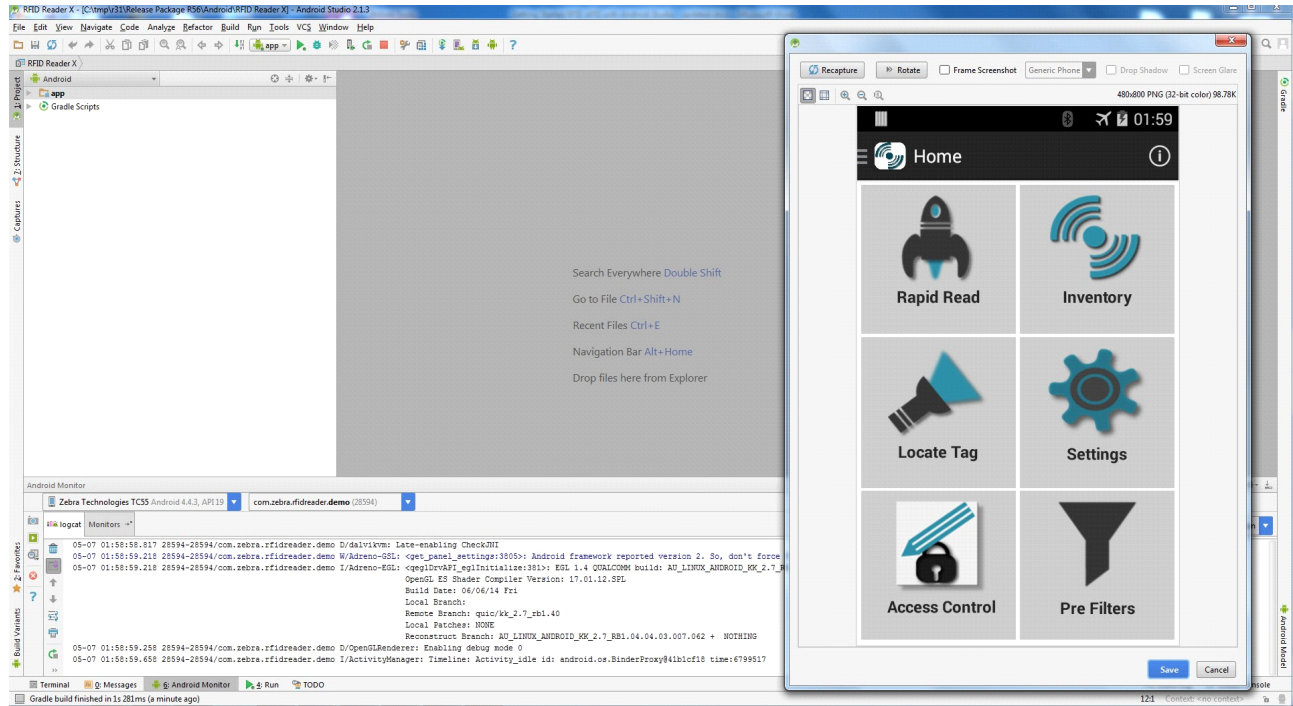 RFID Reader X - [C:\tmp\r31\Release Package R56\Android\RFID Reader X] - Android Studio 2.1.3
File Edit View Navigate Code Analyze Refactor Build Run Tools VCS Window Help
app
RFID Reader X
Android
app
Gradle Scripts
1: Project
Z: Structure
Captures
2: Favorites
Build Variants
Gradle
Android Model
Search Everywhere Double Shift
Go to File Ctrl+Shift+N
Recent Files Ctrl+E
Navigation Bar Alt+Home
Drop files here from Explorer
Recapture Rotate Frame Screenshot Generic Phone Drop Shadow Screen Glare
480x800 PNG (32-bit color) 98.78K
01:59
Home
Rapid Read
Inventory
Locate Tag
Settings
Access Control
Pre Filters
Save Cancel
Android Monitor
Zebra Technologies TC55 Android 4.4.3, API 19 com.zebra.rfidreader.demo (28594)
logcat Monitors
05-07 01:58:58.817 28594-28594/com.zebra.rfidreader.demo D/dalvikvm: Late-enabling CheckJNI
05-07 01:58:59.218 28594-28594/com.zebra.rfidreader.demo W/Adreno-GSL: <get_panel_settings:3805>: Android framework reported version 2. So, don't force
05-07 01:58:59.218 28594-28594/com.zebra.rfidreader.demo I/Adreno-EGL: <qeglDrvAPI_eglInitialize:381>: EGL 1.4 QUALCOMM build: AU_LINUX_ANDROID_KK_2.7_R
OpenGL ES Shader Compiler Version: 17.01.12.SPL
Build Date: 06/06/14 Fri
Local Branch:
Remote Branch: quic/kk_2.7_rb1.40
Local Patches: NONE
Reconstruct Branch: AU_LINUX_ANDROID_KK_2.7_RB1.04.04.03.007.062 + NOTHING
05-07 01:58:59.258 28594-28594/com.zebra.rfidreader.demo D/OpenGLRenderer: Enabling debug mode 0
05-07 01:58:59.658 28594-28594/com.zebra.rfidreader.demo I/ActivityManager: Timeline: Activity_idle id: android.os.BinderProxy@41b1cf18 time:6799517
Terminal 0: Messages 6: Android Monitor 4: Run TODO
nsole
Gradle build finished in 1s 281ms (a minute ago)
12:1 Context: <no context>